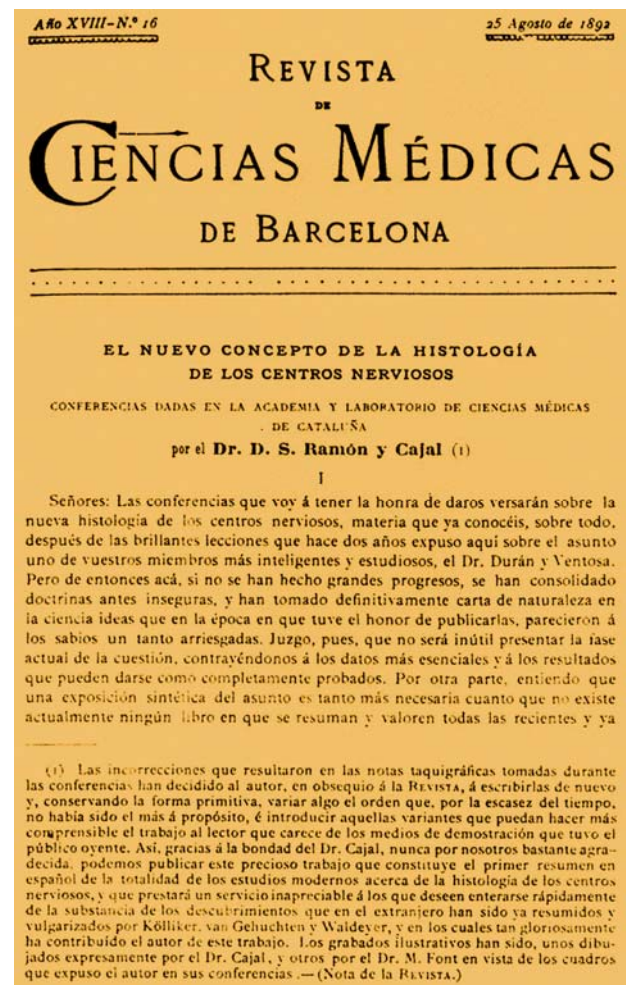 Año XVIII-N.º 16
25 Agosto de 1892
REVISTA
DE
CIENCIAS MÉDICAS
DE BARCELONA
EL NUEVO CONCEPTO DE LA HISTOLOGÍA
DE LOS CENTROS NERVIOSOS
CONFERENCIAS DADAS EN LA ACADEMIA Y LABORATORIO DE CIENCIAS MÉDICAS
DE CATALUÑA
por el Dr. D. S. Ramón y Cajal (1)
I
Señores: Las conferencias que voy á tener la honra de daros versarán sobre la
nueva histología de los centros nerviosos, materia que ya conocéis, sobre todo,
después de las brillantes lecciones que hace dos años expuso aquí sobre el asunto
uno de vuestros miembros más inteligentes y estudiosos, el Dr. Durán y Ventosa.
Pero de entonces acá, si no se han hecho grandes progresos, se han consolidado
doctrinas antes inseguras, y han tomado definitivamente carta de naturaleza en
la ciencia ideas que en la época en que tuve el honor de publicarlas, parecieron á
los sabios un tanto arriesgadas. Juzgo, pues, que no será inútil presentar la fase
actual de la cuestión, contrayéndonos á los datos más esenciales y á los resultados
que pueden darse como completamente probados. Por otra parte, entiendo que
una exposición sintética del asunto es tanto más necesaria cuanto que no existe
actualmente ningún libro en que se resuman y valoren todas las recientes y ya
(1) Las incorrecciones que resultaron en las notas taquigráficas tomadas durante
las conferencias han decidido al autor, en obsequio á la REVISTA, á escribirlas de nuevo
y, conservando la forma primitiva, variar algo el orden que, por la escasez del tiempo,
no había sido el más á propósito, é introducir aquellas variantes que puedan hacer más
comprensible el trabajo al lector que carece de los medios de demostración que tuvo el
público oyente. Así, gracias á la bondad del Dr. Cajal, nunca por nosotros bastante agra-
decida, podemos publicar este precioso trabajo que constituye el primer resumen en
español de la totalidad de los estudios modernos acerca de la histología de los centros
nerviosos, y que prestará un servicio inapreciable á los que deseen enterarse rápidamente
de la substancia de los descubrimientos que en el extranjero han sido ya resumidos y
vulgarizados por Kölliker, van Gehuchten y Waldeyer, y en los cuales tan gloriosamente
ha contribuído el autor de este trabajo. Los grabados ilustrativos han sido, unos dibu-
jados expresamente por el Dr. Cajal, y otros por el Dr. M. Font en vista de los cuadros
que expuso el autor en sus conferencias.—(Nota de la REVISTA.)